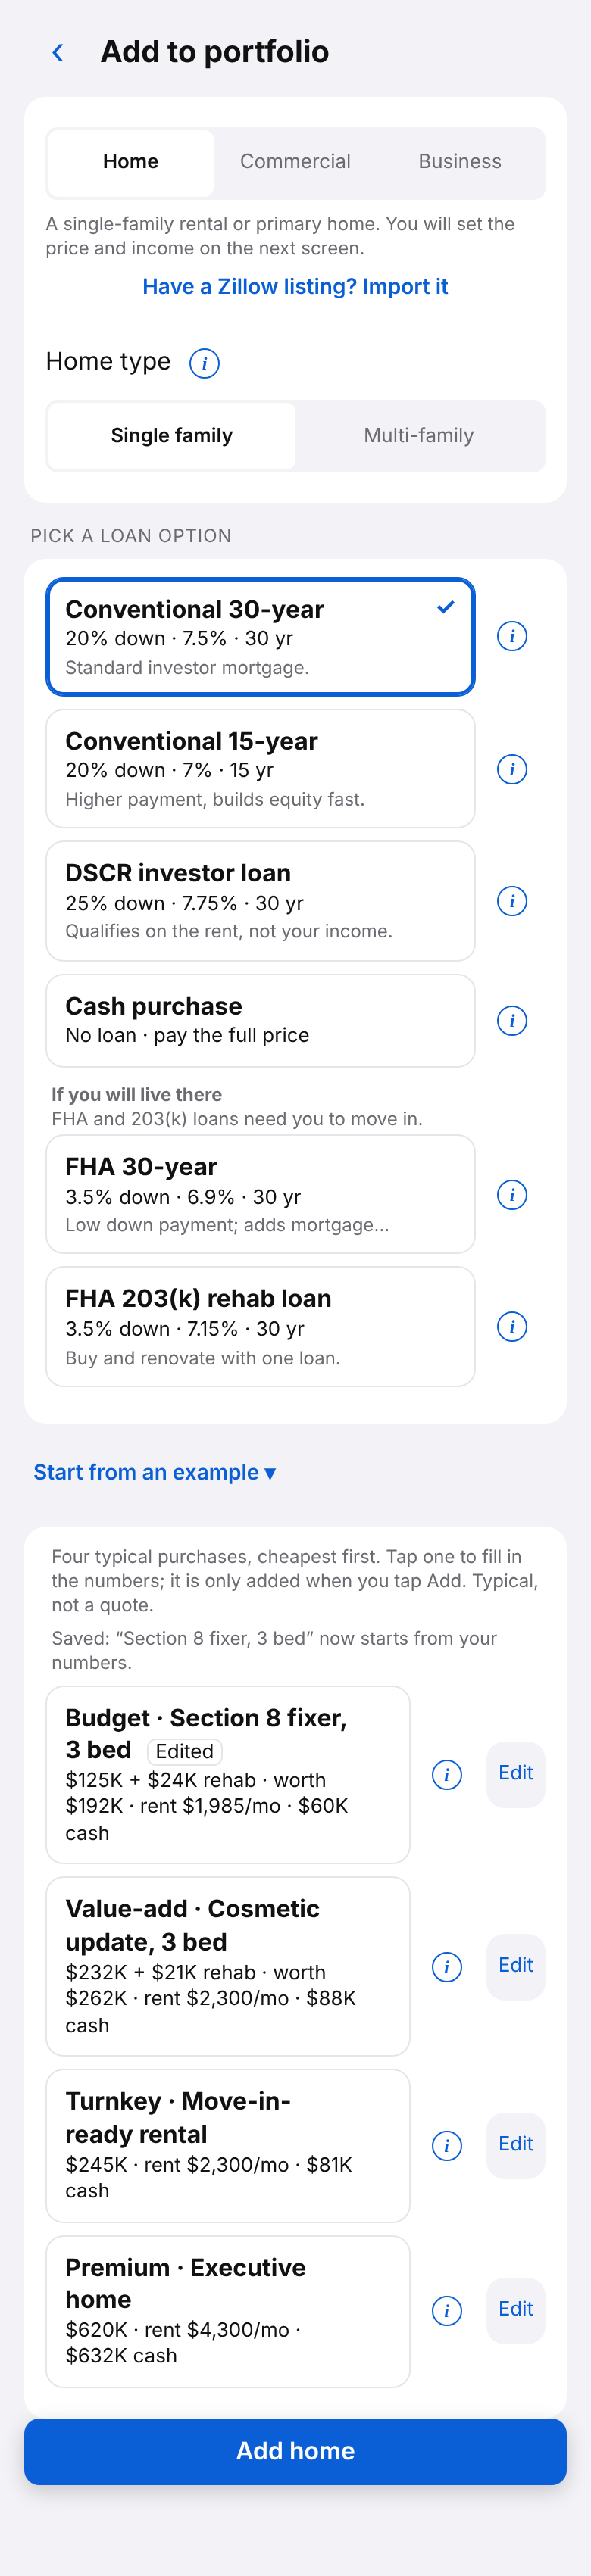 ‹ Add to portfolio
Home Commercial Business
A single-family rental or primary home. You will set the
price and income on the next screen.
Have a Zillow listing? Import it
Home type i
Single family Multi-family
PICK A LOAN OPTION
Conventional 30-year ✓
20% down · 7.5% · 30 yr
Standard investor mortgage.
i
Conventional 15-year
20% down · 7% · 15 yr
Higher payment, builds equity fast.
i
DSCR investor loan
25% down · 7.75% · 30 yr
Qualifies on the rent, not your income.
i
Cash purchase
No loan · pay the full price
i
If you will live there
FHA and 203(k) loans need you to move in.
FHA 30-year
3.5% down · 6.9% · 30 yr
Low down payment; adds mortgage...
i
FHA 203(k) rehab loan
3.5% down · 7.15% · 30 yr
Buy and renovate with one loan.
i
Start from an example ▾
Four typical purchases, cheapest first. Tap one to fill in
the numbers; it is only added when you tap Add. Typical,
not a quote.
Saved: “Section 8 fixer, 3 bed” now starts from your
numbers.
Budget · Section 8 fixer,
3 bed Edited
$125K + $24K rehab · worth
$192K · rent $1,985/mo · $60K
cash
i Edit
Value-add · Cosmetic
update, 3 bed
$232K + $21K rehab · worth
$262K · rent $2,300/mo · $88K
cash
i Edit
Turnkey · Move-in-
ready rental
$245K · rent $2,300/mo · $81K
cash
i Edit
Premium · Executive
home
$620K · rent $4,300/mo ·
$632K cash
i Edit
Add home